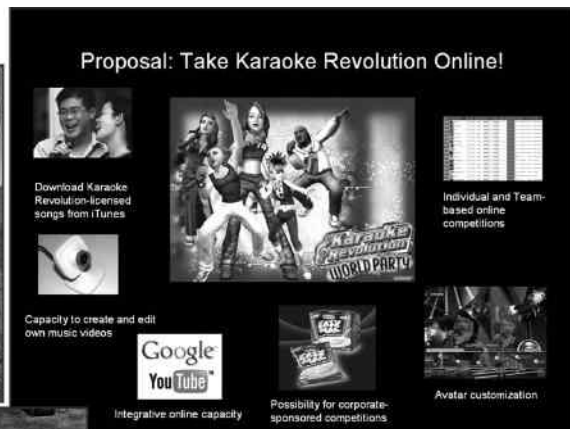 Proposal: Take Karaoke Revolution Online!
Download Karaoke
Revolution-licensed
songs from iTunes
Karaoke
Revolution
WORLD PARTY
Individual and Team-
based online
competitions
Capacity to create and edit
own music videos
Google
YouTube
Integrative online capacity
Possibility for corporate-
sponsored competitions
Avatar customization